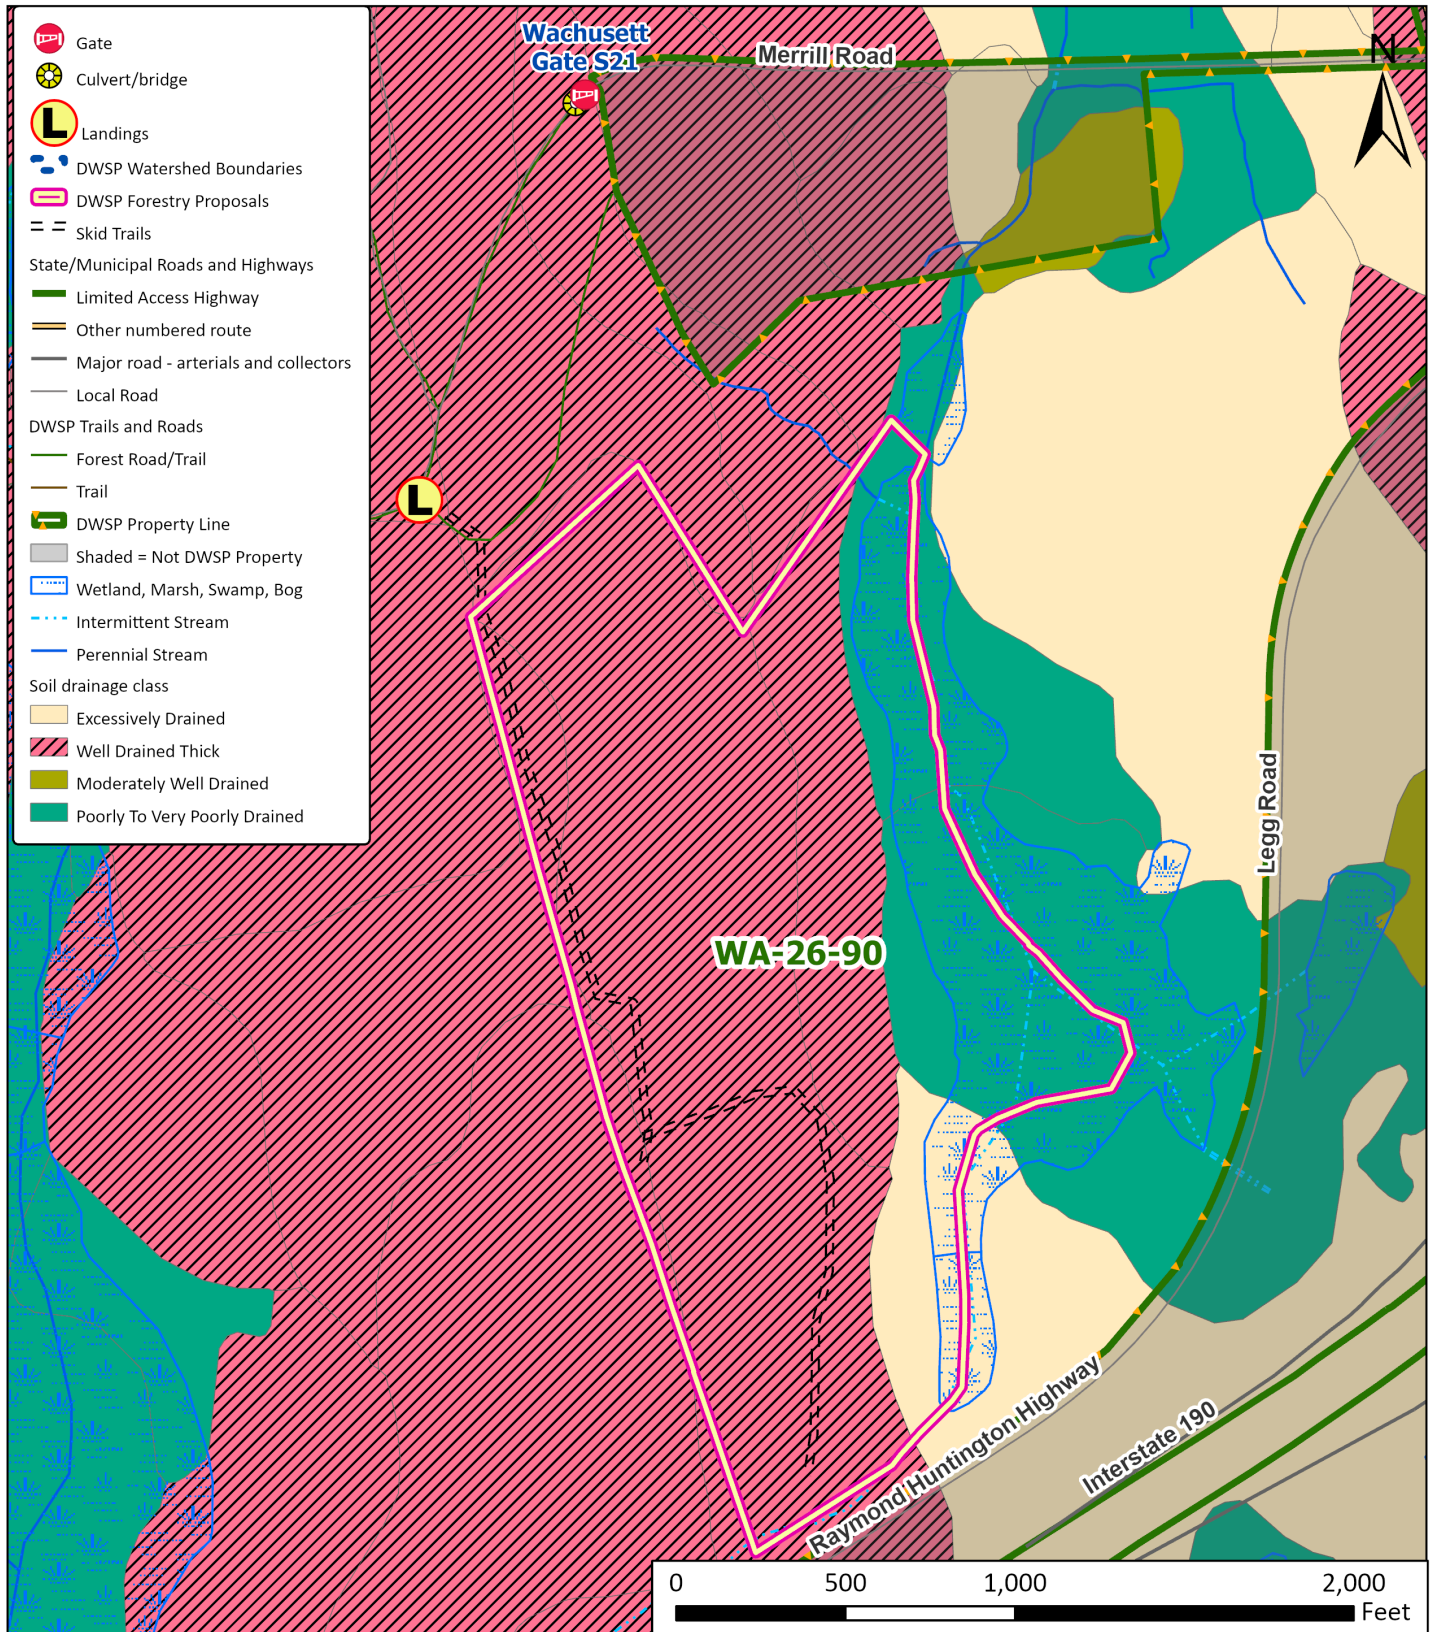 Gate
Culvert/bridge
L
Landings
DWSP Watershed Boundaries
DWSP Forestry Proposals
Skid Trails
State/Municipal Roads and Highways
Limited Access Highway
Other numbered route
Major road - arterials and collectors
Local Road
DWSP Trails and Roads
Forest Road/Trail
Trail
DWSP Property Line
Shaded = Not DWSP Property
Wetland, Marsh, Swamp, Bog
Intermittent Stream
Perennial Stream
Soil drainage class
Excessively Drained
Well Drained Thick
Moderately Well Drained
Poorly To Very Poorly Drained
Wachusett
Gate S21
Merrill Road
N
L
Legg Road
WA-26-90
Raymond Huntington Highway
Interstate 190
0 500 1,000 2,000
Feet